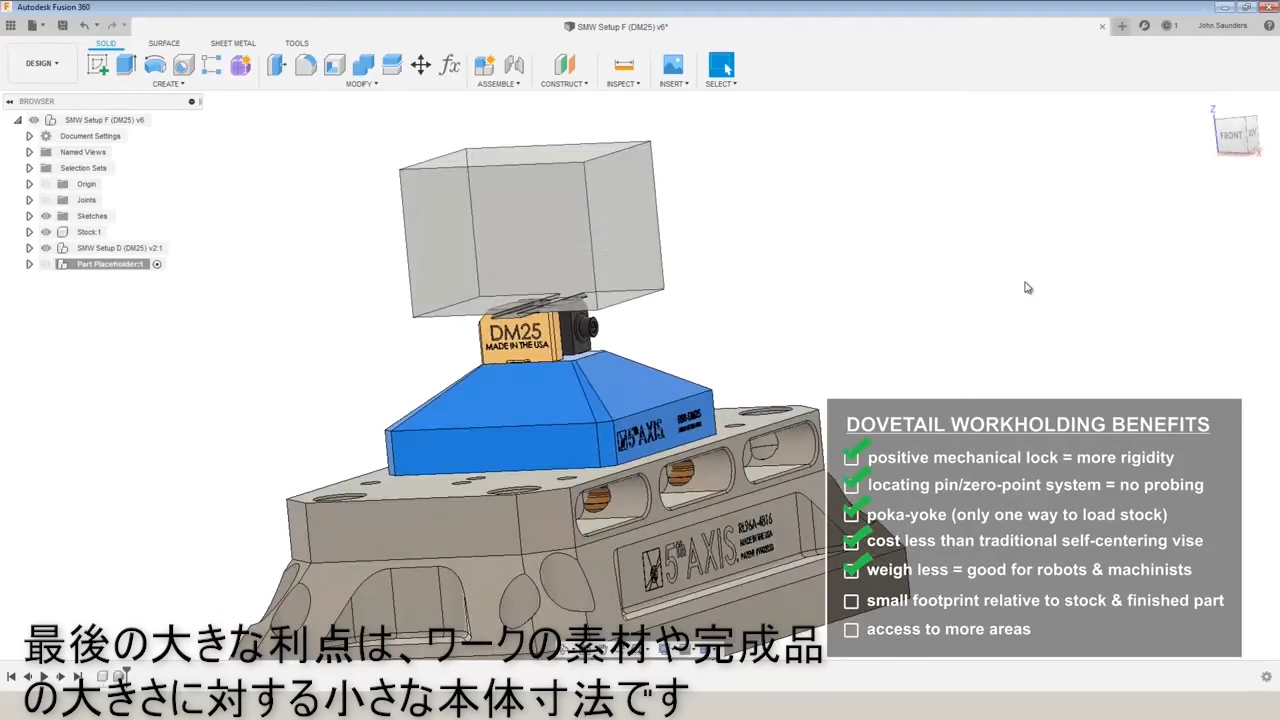 Autodesk Fusion 360
SMW Setup F (DM25) v6*
1
John Saunders
SOLID
SURFACE
SHEET METAL
TOOLS
DESIGN
CREATE
MODIFY
ASSEMBLE
CONSTRUCT
INSPECT
INSERT
SELECT
BROWSER
SMW Setup F (DM25) v6
Document Settings
Named Views
Selection Sets
Origin
Joints
Sketches
Stock:1
SMW Setup D (DM25) v2:1
Part Placeholder:1
Z
FRONT
X
DM25
MADE IN THE USA
5th AXIS
5th AXIS.
RL96A-4816
MADE IN THE USA
DOVETAIL WORKHOLDING BENEFITS
positive mechanical lock = more rigidity
locating pin/zero-point system = no probing
poka-yoke (only one way to load stock)
cost less than traditional self-centering vise
weigh less = good for robots & machinists
small footprint relative to stock & finished part
access to more areas
最後の大きな利点は、ワークの素材や完成品
の大きさに対する小さな本体寸法です